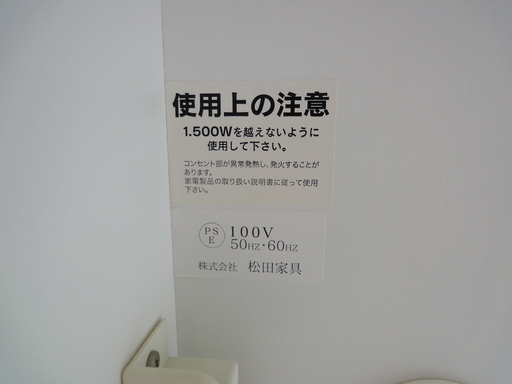 使用上の注意
1.500Wを越えないように
使用して下さい。
コンセント部が異常発熱し、発火することが
あります。
家電製品の取り扱い説明書に従って使用
下さい。
PS
E
100V
50HZ・60HZ
株式会社 松田家具